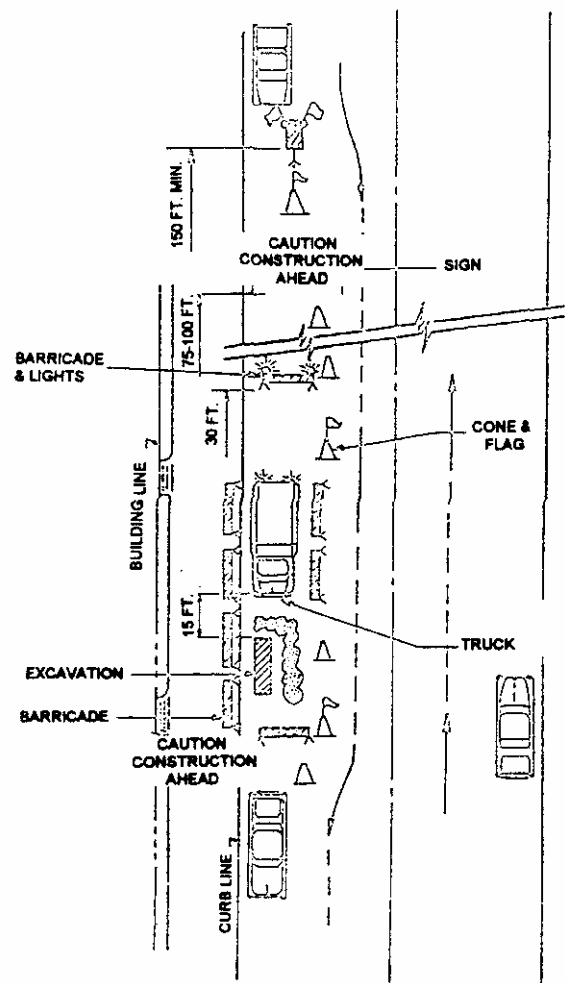 150 FT. MIN.
CAUTION
CONSTRUCTION
AHEAD
SIGN
75-100 FT.
BARRICADE
& LIGHTS
30 FT.
CONE &
FLAG
BUILDING LINE
15 FT.
TRUCK
EXCAVATION
BARRICADE
CAUTION
CONSTRUCTION
AHEAD
CURB LINE